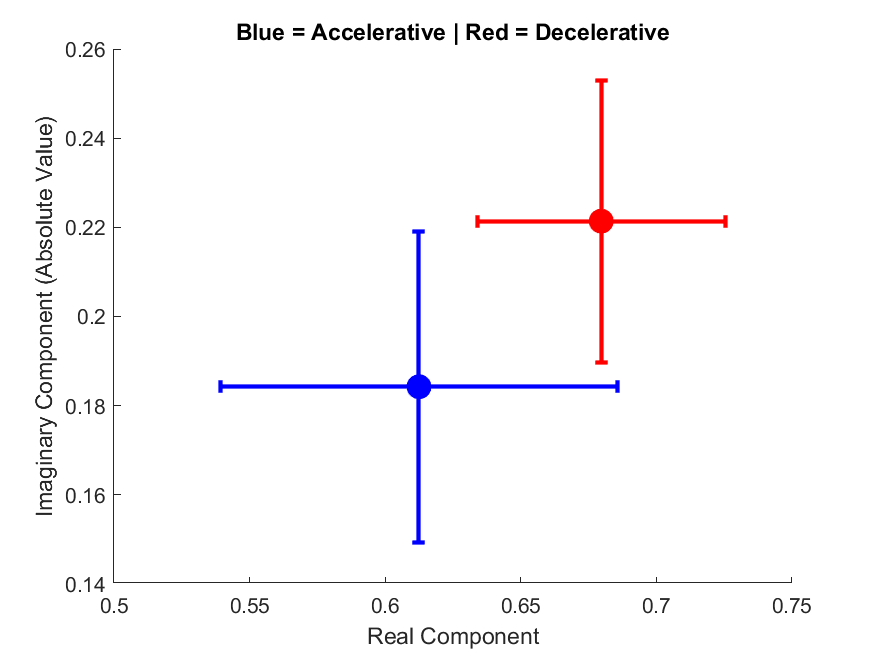 Blue = Accelerative | Red = Decelerative
Imaginary Component (Absolute Value)
0.26
0.24
0.22
0.2
0.18
0.16
0.14
0.5 0.55 0.6 0.65 0.7 0.75
Real Component